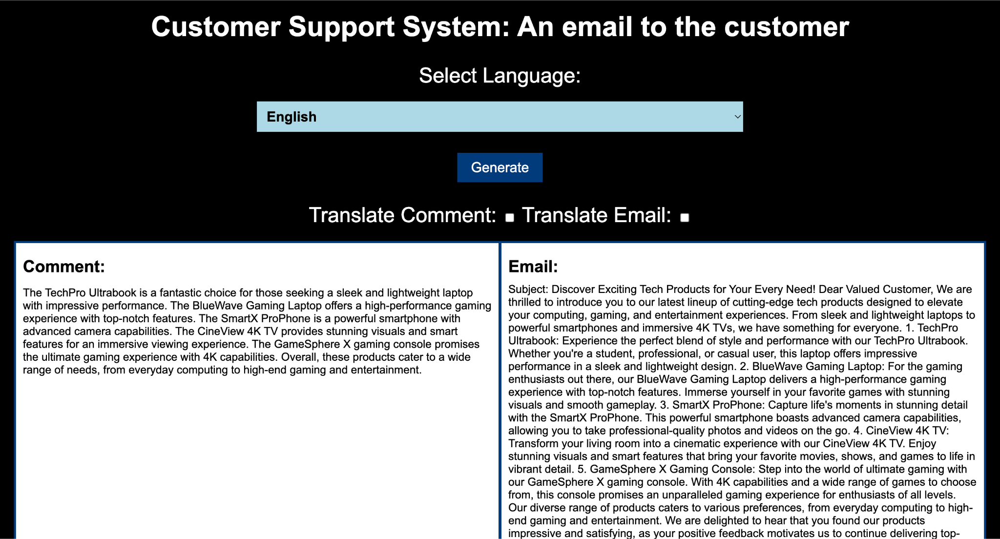 Customer Support System: An email to the customer
Select Language:
English
Generate
Translate Comment: Translate Email:
Comment:
The TechPro Ultrabook is a fantastic choice for those seeking a sleek and lightweight laptop
with impressive performance. The BlueWave Gaming Laptop offers a high-performance gaming
experience with top-notch features. The SmartX ProPhone is a powerful smartphone with
advanced camera capabilities. The CineView 4K TV provides stunning visuals and smart
features for an immersive viewing experience. The GameSphere X gaming console promises
the ultimate gaming experience with 4K capabilities. Overall, these products cater to a wide
range of needs, from everyday computing to high-end gaming and entertainment.
Email:
Subject: Discover Exciting Tech Products for Your Every Need! Dear Valued Customer, We are
thrilled to introduce you to our latest lineup of cutting-edge tech products designed to elevate
your computing, gaming, and entertainment experiences. From sleek and lightweight laptops to
powerful smartphones and immersive 4K TVs, we have something for everyone. 1. TechPro
Ultrabook: Experience the perfect blend of style and performance with our TechPro Ultrabook.
Whether you're a student, professional, or casual user, this laptop offers impressive
performance in a sleek and lightweight design. 2. BlueWave Gaming Laptop: For the gaming
enthusiasts out there, our BlueWave Gaming Laptop delivers a high-performance gaming
experience with top-notch features. Immerse yourself in your favorite games with stunning
visuals and smooth gameplay. 3. SmartX ProPhone: Capture life's moments in stunning detail
with the SmartX ProPhone. This powerful smartphone boasts advanced camera capabilities,
allowing you to take professional-quality photos and videos on the go. 4. CineView 4K TV:
Transform your living room into a cinematic experience with our CineView 4K TV. Enjoy
stunning visuals and smart features that bring your favorite movies, shows, and games to life in
vibrant detail. 5. GameSphere X Gaming Console: Step into the world of ultimate gaming with
our GameSphere X gaming console. With 4K capabilities and a wide range of games to choose
from, this console promises an unparalleled gaming experience for enthusiasts of all levels.
Our diverse range of products caters to various preferences, from everyday computing to high-
end gaming and entertainment. We are delighted to hear that you found our products
impressive and satisfying, as your positive feedback motivates us to continue delivering top-